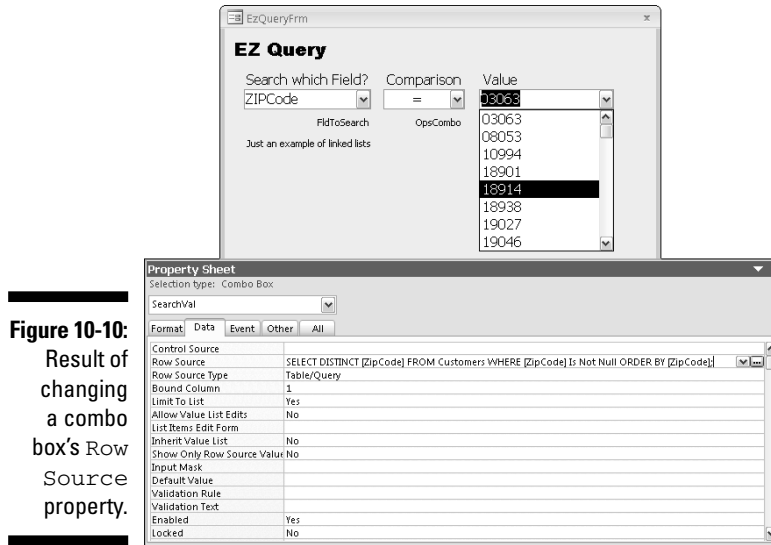 EzQueryFrm x
EZ Query
Search which Field? Comparison Value
ZIPCode = 03063
FldToSearch OpsCombo
Just an example of linked lists
03063
08053
10994
18901
18914
18938
19027
19046
Property Sheet
Selection type: Combo Box
SearchVal
Format Data Event Other All
Control Source
Row Source SELECT DISTINCT [ZipCode] FROM Customers WHERE [ZipCode] Is Not Null ORDER BY [ZipCode];
Row Source Type Table/Query
Bound Column 1
Limit To List Yes
Allow Value List Edits No
List Items Edit Form
Inherit Value List No
Show Only Row Source Value No
Input Mask
Default Value
Validation Rule
Validation Text
Enabled Yes
Locked No
Figure 10-10:
Result of
changing
a combo
box's Row
Source
property.